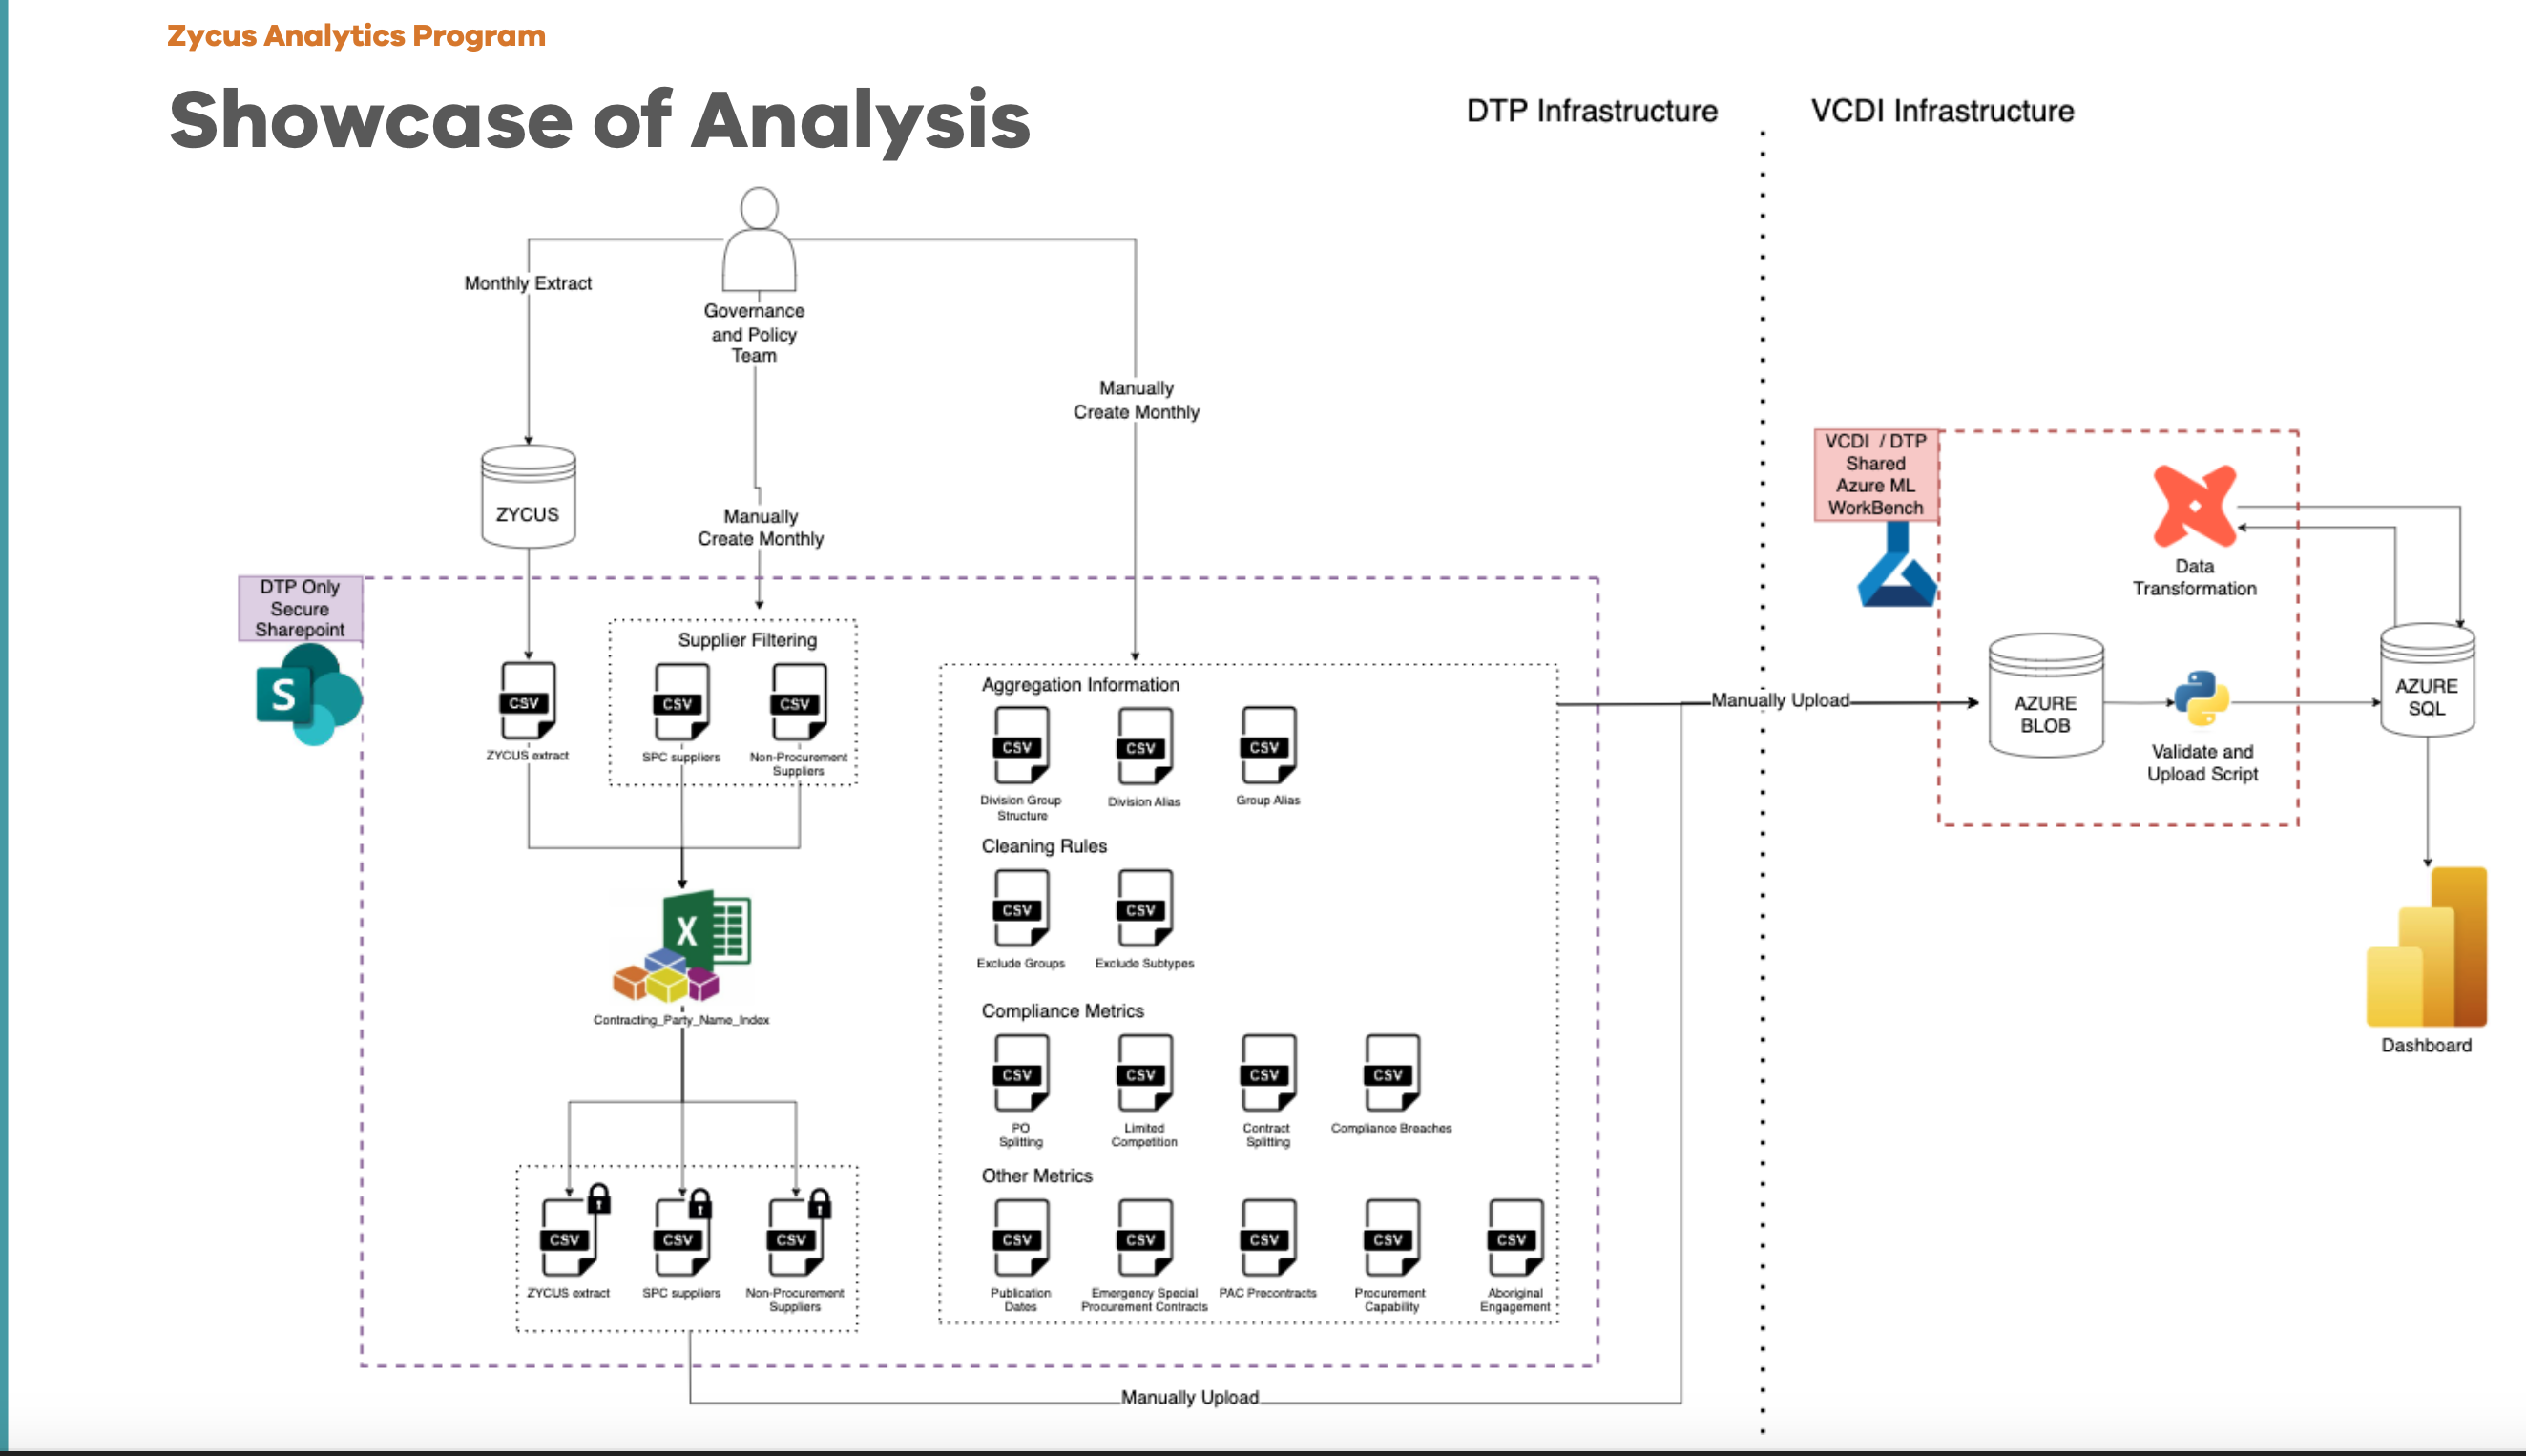 Zycus Analytics Program
Showcase of Analysis
DTP Infrastructure
VCDI Infrastructure
Monthly Extract
Governance
and Policy
Team
Manually
Create Monthly
ZYCUS
Manually
Create Monthly
VCDI / DTP
Shared
Azure ML
WorkBench
Data
Transformation
DTP Only
Secure
Sharepoint
S
Supplier Filtering
CSV
ZYCUS extract
CSV
SPC suppliers
CSV
Non-Procurement
Suppliers
Aggregation Information
CSV
Division Group
Structure
CSV
Division Alias
CSV
Group Alias
Manually Upload
AZURE
BLOB
Validate and
Upload Script
AZURE
SQL
Cleaning Rules
CSV
Exclude Groups
CSV
Exclude Subtypes
X
Contracting_Party_Name_Index
Compliance Metrics
CSV
PO
Splitting
CSV
Limited
Competition
CSV
Contract
Splitting
CSV
Compliance Breaches
Dashboard
Other Metrics
CSV
Publication
Dates
CSV
Emergency Special
Procurement Contracts
CSV
PAC Precontracts
CSV
Procurement
Capability
CSV
Aboriginal
Engagement
CSV
ZYCUS extract
CSV
SPC suppliers
CSV
Non-Procurement
Suppliers
Manually Upload